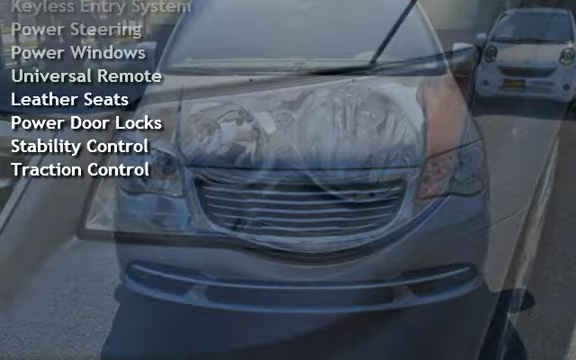 Keyless Entry System
Power Steering
Power Windows
Universal Remote
Leather Seats
Power Door Locks
Stability Control
Traction Control